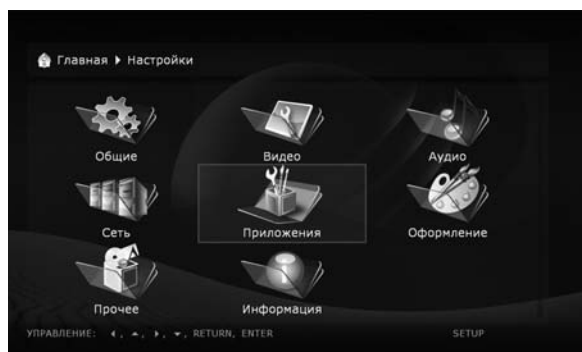 Главная ▶ Настройки
Общие Видео Аудио
Сеть Приложения Оформление
Прочее Информация
УПРАВЛЕНИЕ: ◀, ▲, ▶, ▼, RETURN, ENTER SETUP